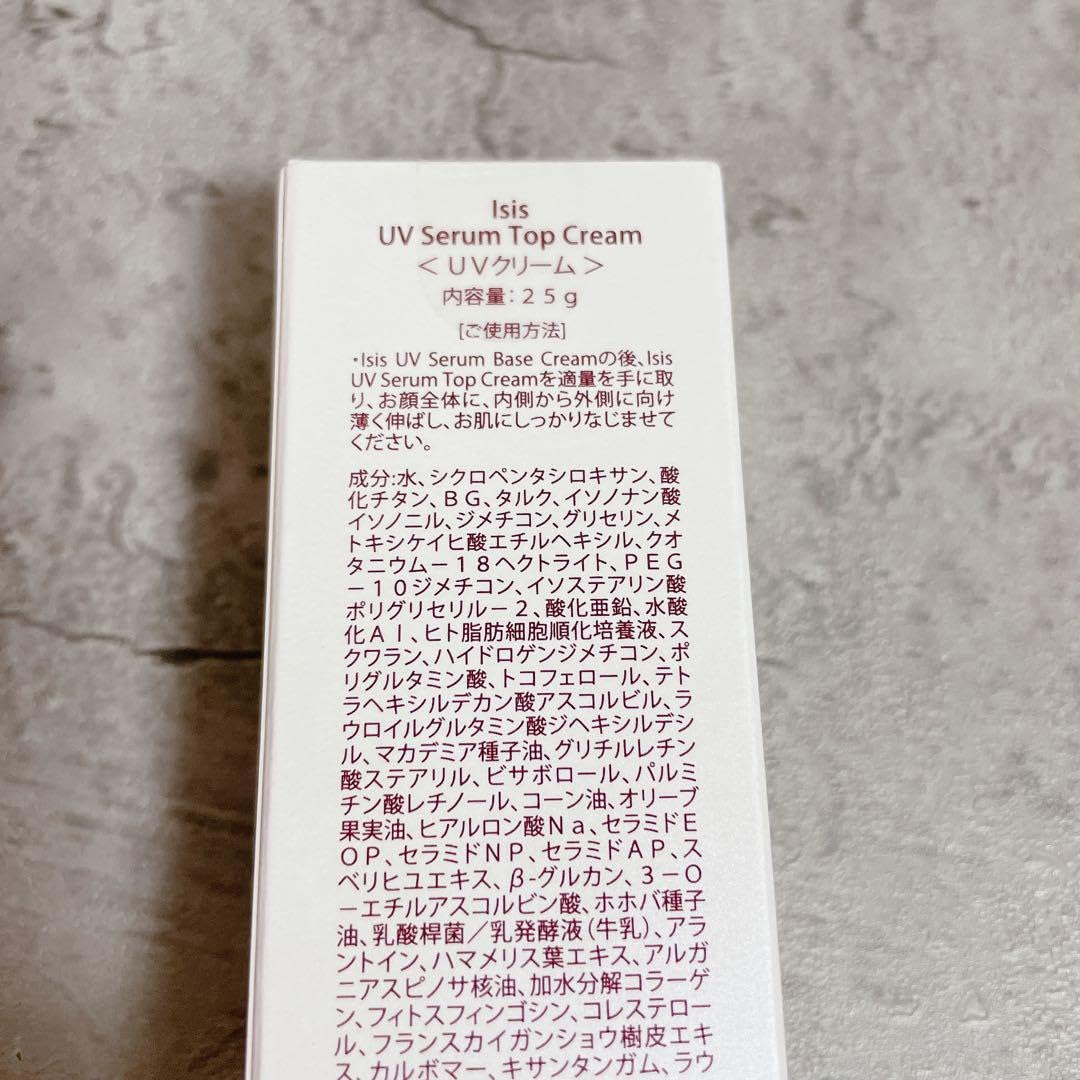 Isis
UV Serum Top Cream
＜ＵＶクリーム＞
内容量：２５ｇ
[ご使用方法]
・Isis UV Serum Base Creamの後、Isis
UV Serum Top Creamを適量を手に取
り、お顔全体に、内側から外側に向け
薄く伸ばし、お肌にしっかりなじませて
ください。
成分:水、シクロペンタシロキサン、酸
化チタン、ＢＧ、タルク、イソノナン酸
イソノニル、ジメチコン、グリセリン、メ
トキシケイヒ酸エチルヘキシル、クオ
タニウム－１８ヘクトライト、ＰＥＧ
－１０ジメチコン、イソステアリン酸
ポリグリセリル－２、酸化亜鉛、水酸
化Ａｌ、ヒト脂肪細胞順化培養液、ス
クワラン、ハイドロゲンジメチコン、ポ
リグルタミン酸、トコフェロール、テト
ラヘキシルデカン酸アスコルビル、ラ
ウロイルグルタミン酸ジヘキシルデシ
ル、マカデミア種子油、グリチルレチン
酸ステアリル、ビサボロール、パルミ
チン酸レチノール、コーン油、オリーブ
果実油、ヒアルロン酸Ｎａ、セラミドＥ
ＯＰ、セラミドＮＰ、セラミドＡＰ、ス
ベリヒユエキス、β-グルカン、３－Ｏ
－エチルアスコルビン酸、ホホバ種子
油、乳酸桿菌／乳発酵液（牛乳）、アラ
ントイン、ハマメリス葉エキス、アルガ
ニアスピノサ核油、加水分解コラーゲ
ン、フィトスフィンゴシン、コレステロー
ル、フランスカイガンショウ樹皮エキ
ス、カルボマー、キサンタンガム、ラウ